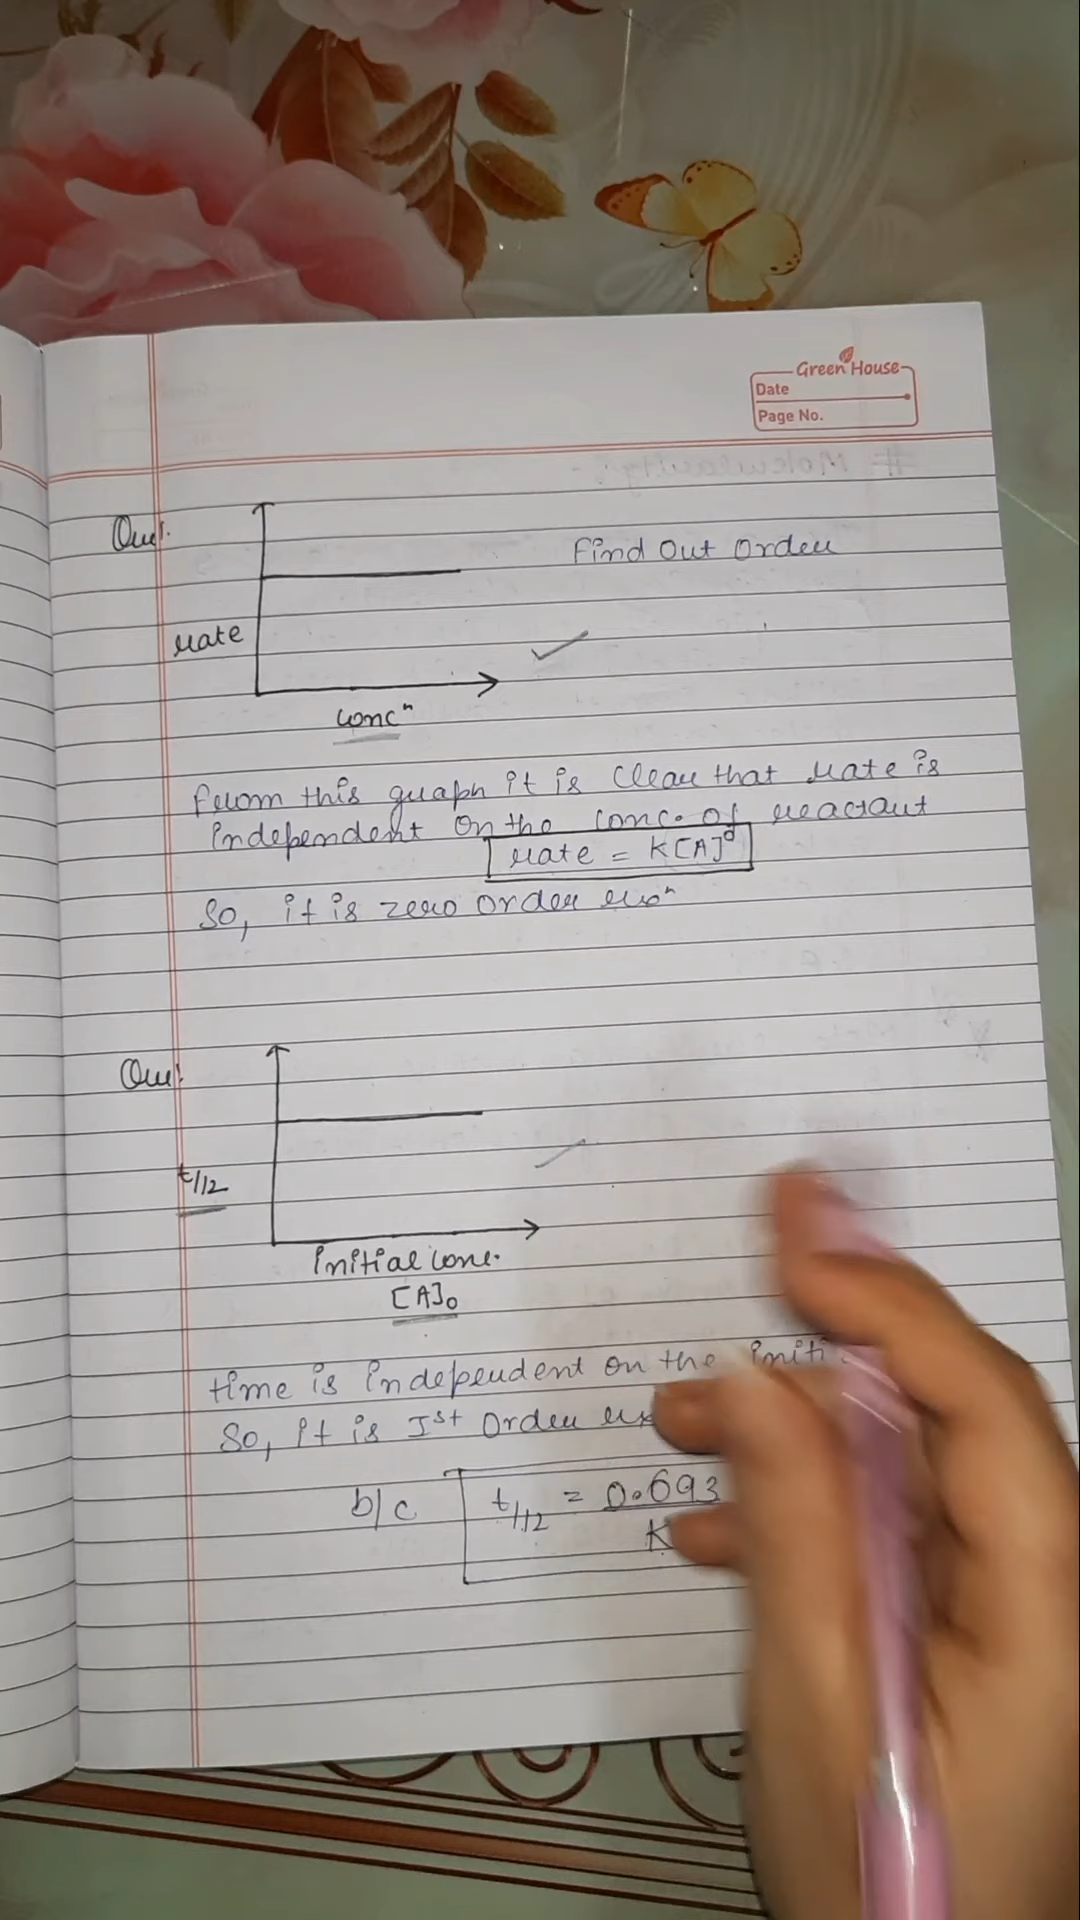 Green House
Date
Page No.
Que!
Find Out Order
rate
concⁿ
From this graph it is Clear that rate is
independent on the conc. of reactant
rate = K[A]⁰
So, it is zero order rxⁿ
Que!
t1/2
initial conc.
[A]₀
time is independent on the
So, it is Ist Order
b/c t1/2 = 0.693
K